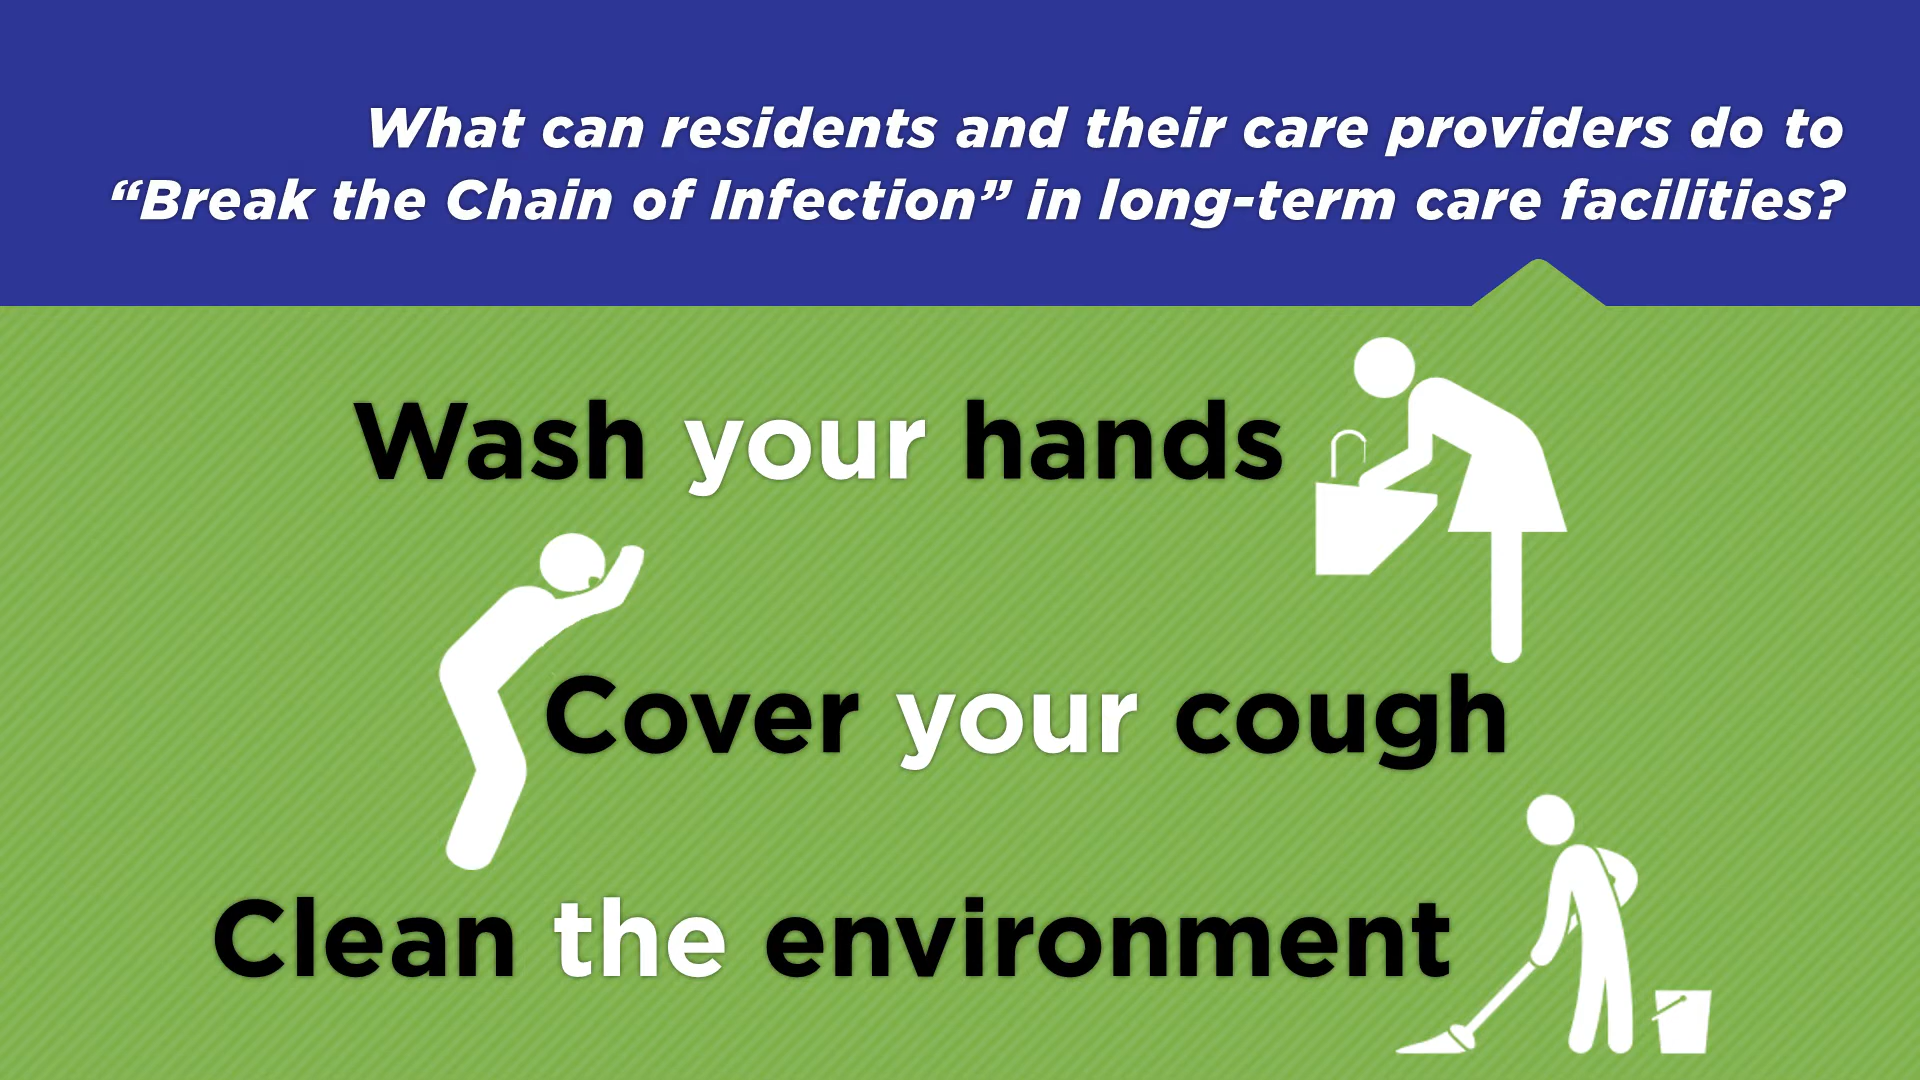 What can residents and their care providers do to
“Break the Chain of Infection” in long-term care facilities?
Wash your hands
Cover your cough
Clean the environment